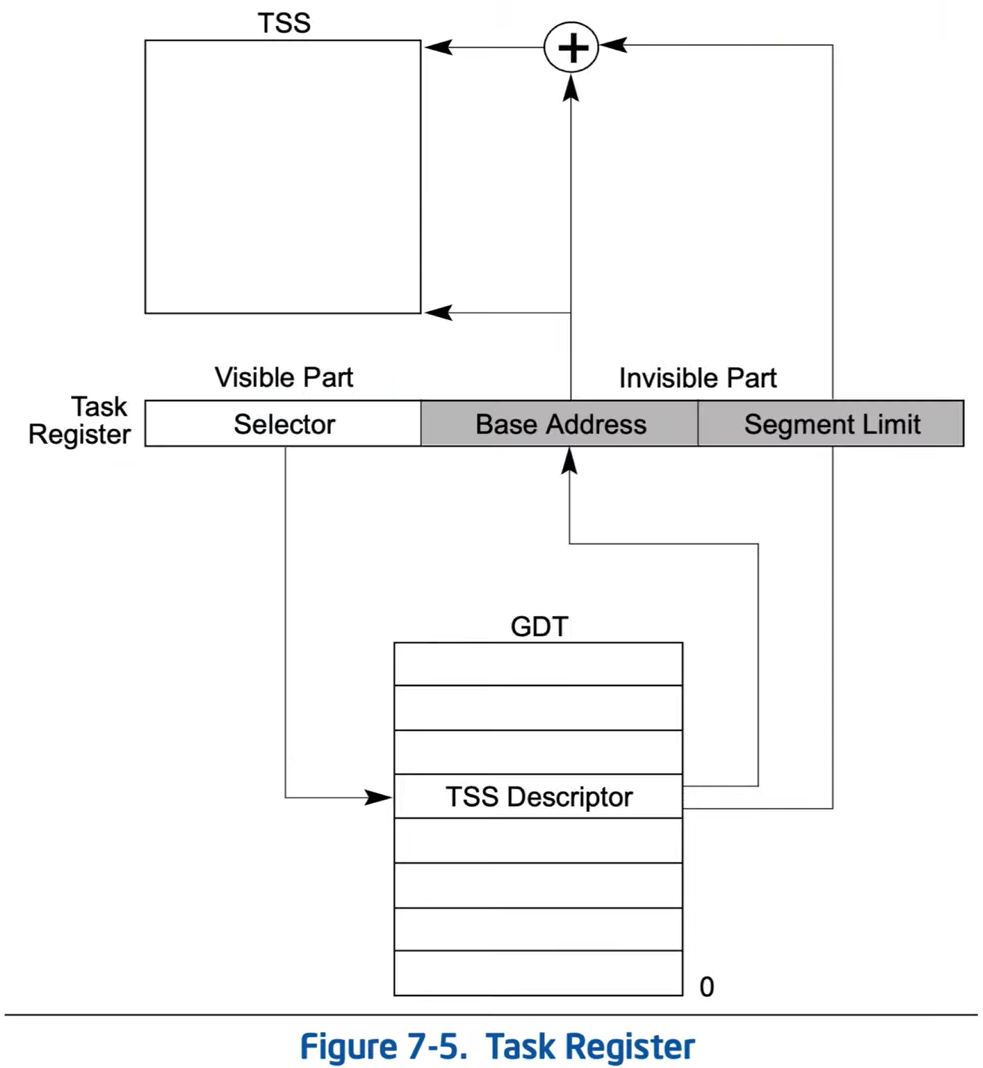 TSS
+
Visible Part
Invisible Part
Task
Register
Selector
Base Address
Segment Limit
GDT
TSS Descriptor
0
Figure 7-5. Task Register